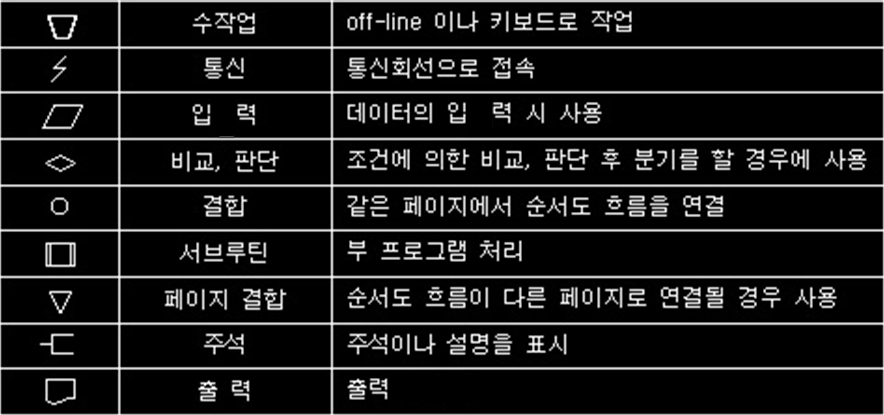 수작업 off-line 이나 키보드로 작업
통신 통신회선으로 접속
입 력 데이터의 입 력 시 사용
비교, 판단 조건에 의한 비교, 판단 후 분기를 할 경우에 사용
결합 같은 페이지에서 순서도 흐름을 연결
서브루틴 부 프로그램 처리
페이지 결합 순서도 흐름이 다른 페이지로 연결될 경우 사용
주석 주석이나 설명을 표시
출 력 출력